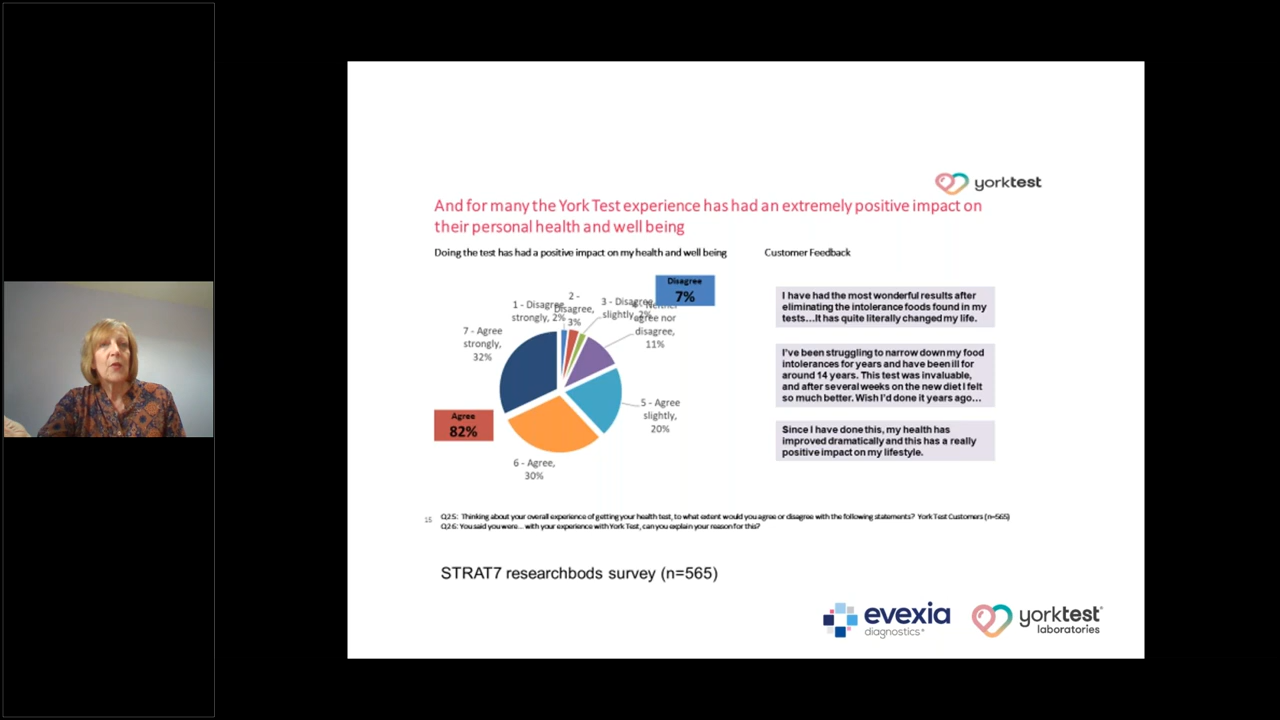 yorktest
And for many the York Test experience has had an extremely positive impact on
their personal health and well being
Doing the test has had a positive impact on my health and well being
Customer Feedback
Disagree
7%
1 - Disagree
strongly, 2%
2 -
Disagree,
3%
3 - Disagree
slightly, 2%
4 - Neither
agree nor
disagree,
11%
7 - Agree
strongly,
32%
5 - Agree
slightly,
20%
Agree
82%
6 - Agree,
30%
I have had the most wonderful results after
eliminating the intolerance foods found in my
tests...It has quite literally changed my life.
I've been struggling to narrow down my food
intolerances for years and have been ill for
around 14 years. This test was invaluable,
and after several weeks on the new diet I felt
so much better. Wish I'd done it years ago...
Since I have done this, my health has
improved dramatically and this has a really
positive impact on my lifestyle.
15
Q25: Thinking about your overall experience of getting your health test, to what extent would you agree or disagree with the following statements? York Test Customers (n=565)
Q26: You said you were... with your experience with York Test, can you explain your reason for this?
STRAT7 researchbods survey (n=565)
evexia
diagnostics
yorktest
laboratories